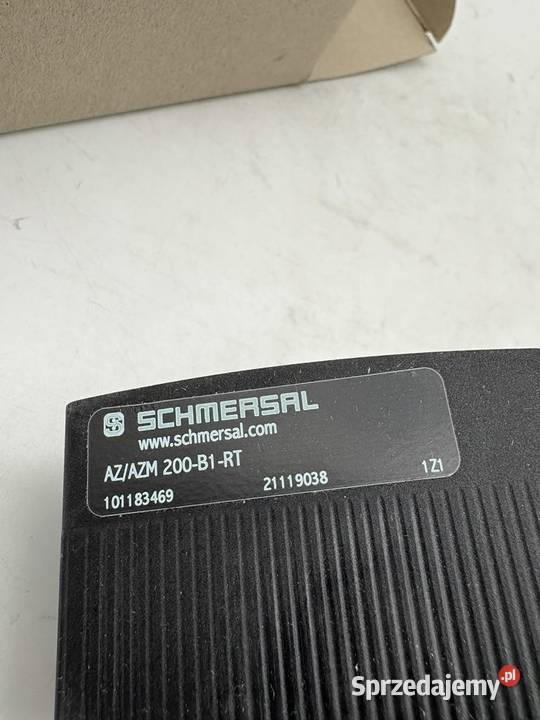 SCHMERSAL
www.schmersal.com
AZ/AZM 200-B1-RT
101183469 21119038 1Z1
Sprzedajemy.pl